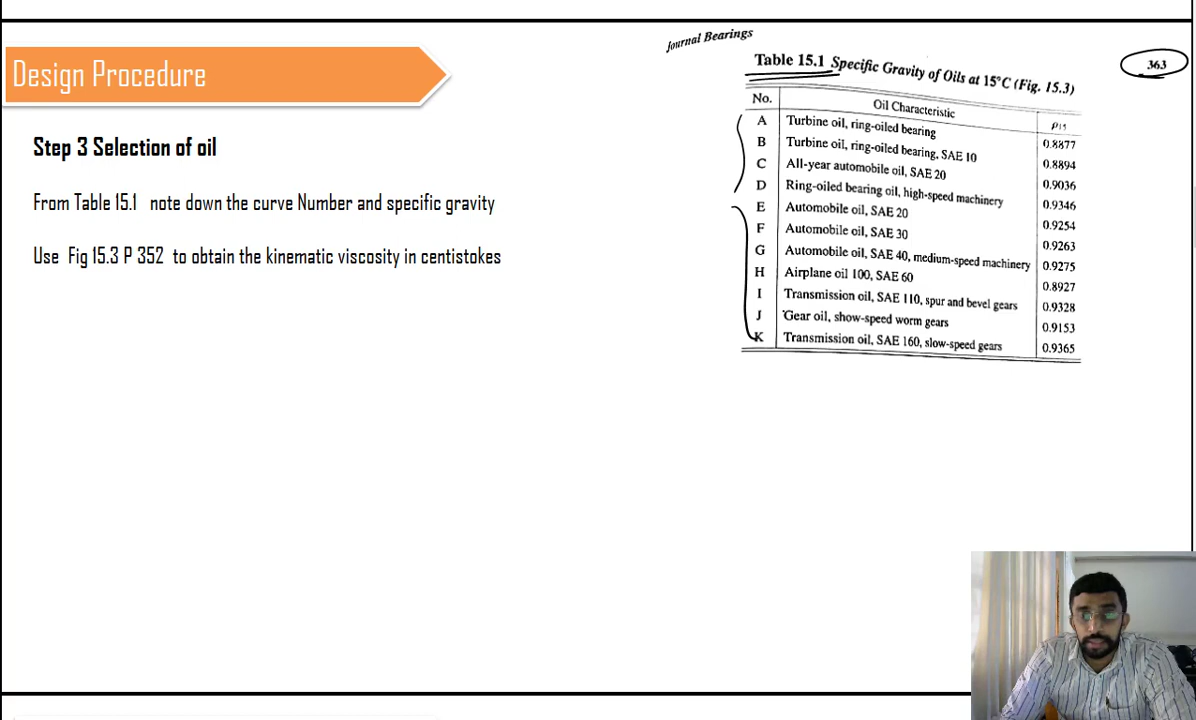 Design Procedure
Step 3 Selection of oil
From Table 15.1 note down the curve Number and specific gravity
Use Fig 15.3 P 352 to obtain the kinematic viscosity in centistokes
Journal Bearings
363
Table 15.1 Specific Gravity of Oils at 15°C (Fig. 15.3)
No. Oil Characteristic ρ15
A Turbine oil, ring-oiled bearing 0.8877
B Turbine oil, ring-oiled bearing, SAE 10 0.8894
C All-year automobile oil, SAE 20 0.9036
D Ring-oiled bearing oil, high-speed machinery 0.9346
E Automobile oil, SAE 20 0.9254
F Automobile oil, SAE 30 0.9263
G Automobile oil, SAE 40, medium-speed machinery 0.9275
H Airplane oil 100, SAE 60 0.8927
I Transmission oil, SAE 110, spur and bevel gears 0.9328
J Gear oil, show-speed worm gears 0.9153
K Transmission oil, SAE 160, slow-speed gears 0.9365